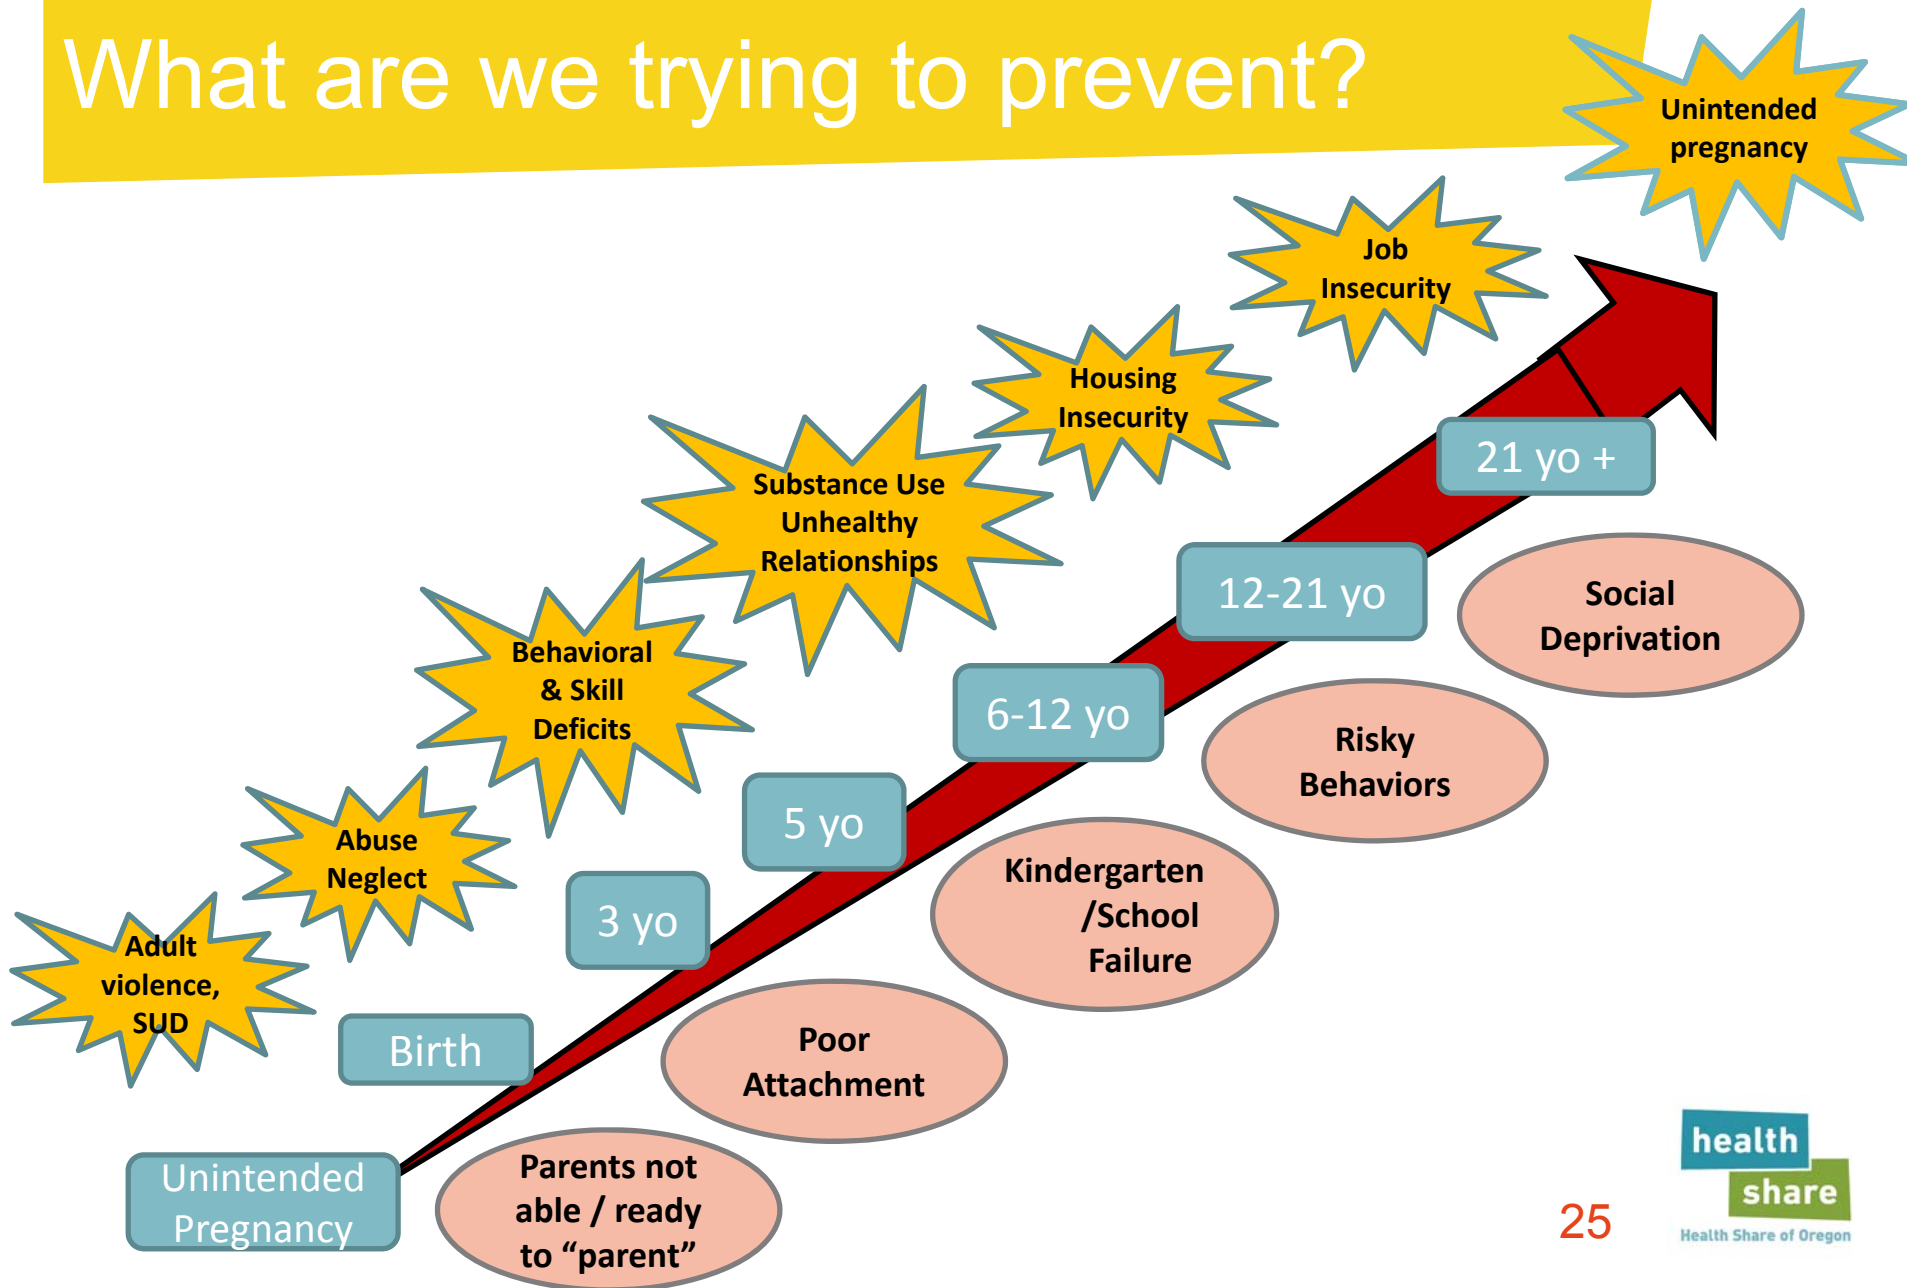 What are we trying to prevent?
Unintended
pregnancy
Job
Insecurity
Housing
Insecurity
Substance Use
Unhealthy
Relationships
Behavioral
& Skill
Deficits
Abuse
Neglect
Adult
violence,
SUD
21 yo +
12-21 yo
6-12 yo
5 yo
3 yo
Birth
Unintended
Pregnancy
Social
Deprivation
Risky
Behaviors
Kindergarten
/School
Failure
Poor
Attachment
Parents not
able / ready
to “parent”
25
health
share
Health Share of Oregon